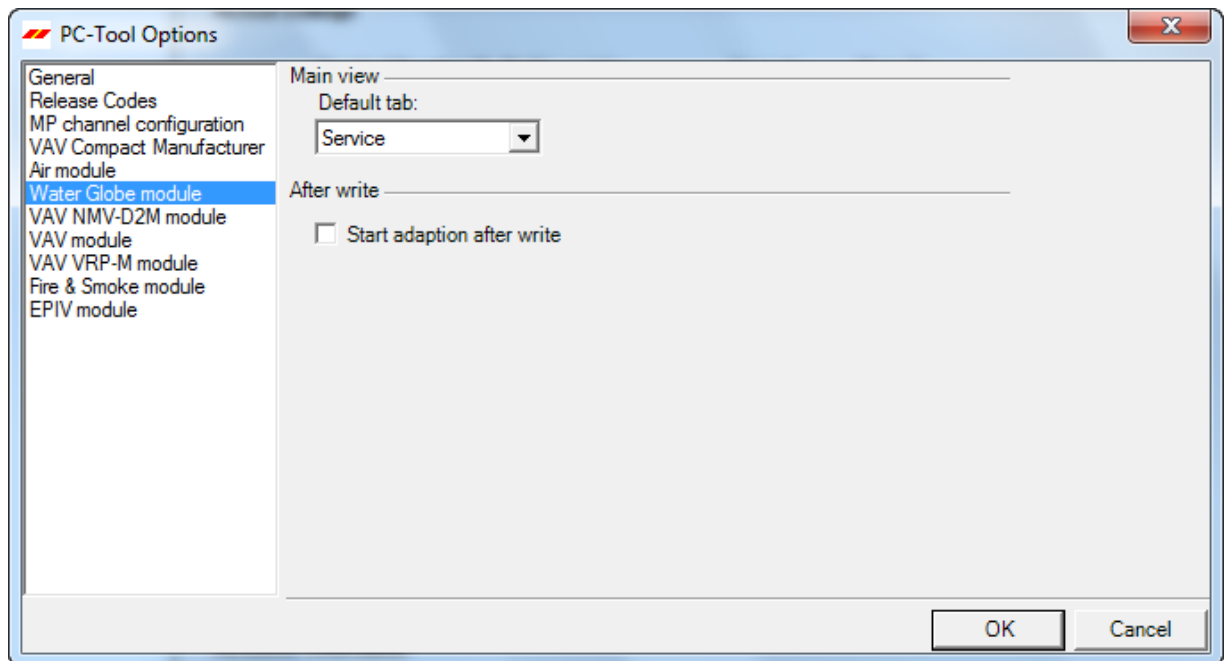 PC-Tool Options
General
Release Codes
MP channel configuration
VAV Compact Manufacturer
Air module
Water Globe module
VAV NMV-D2M module
VAV module
VAV VRP-M module
Fire & Smoke module
EPIV module
Main view
Default tab:
Service
After write
Start adaption after write
OK
Cancel